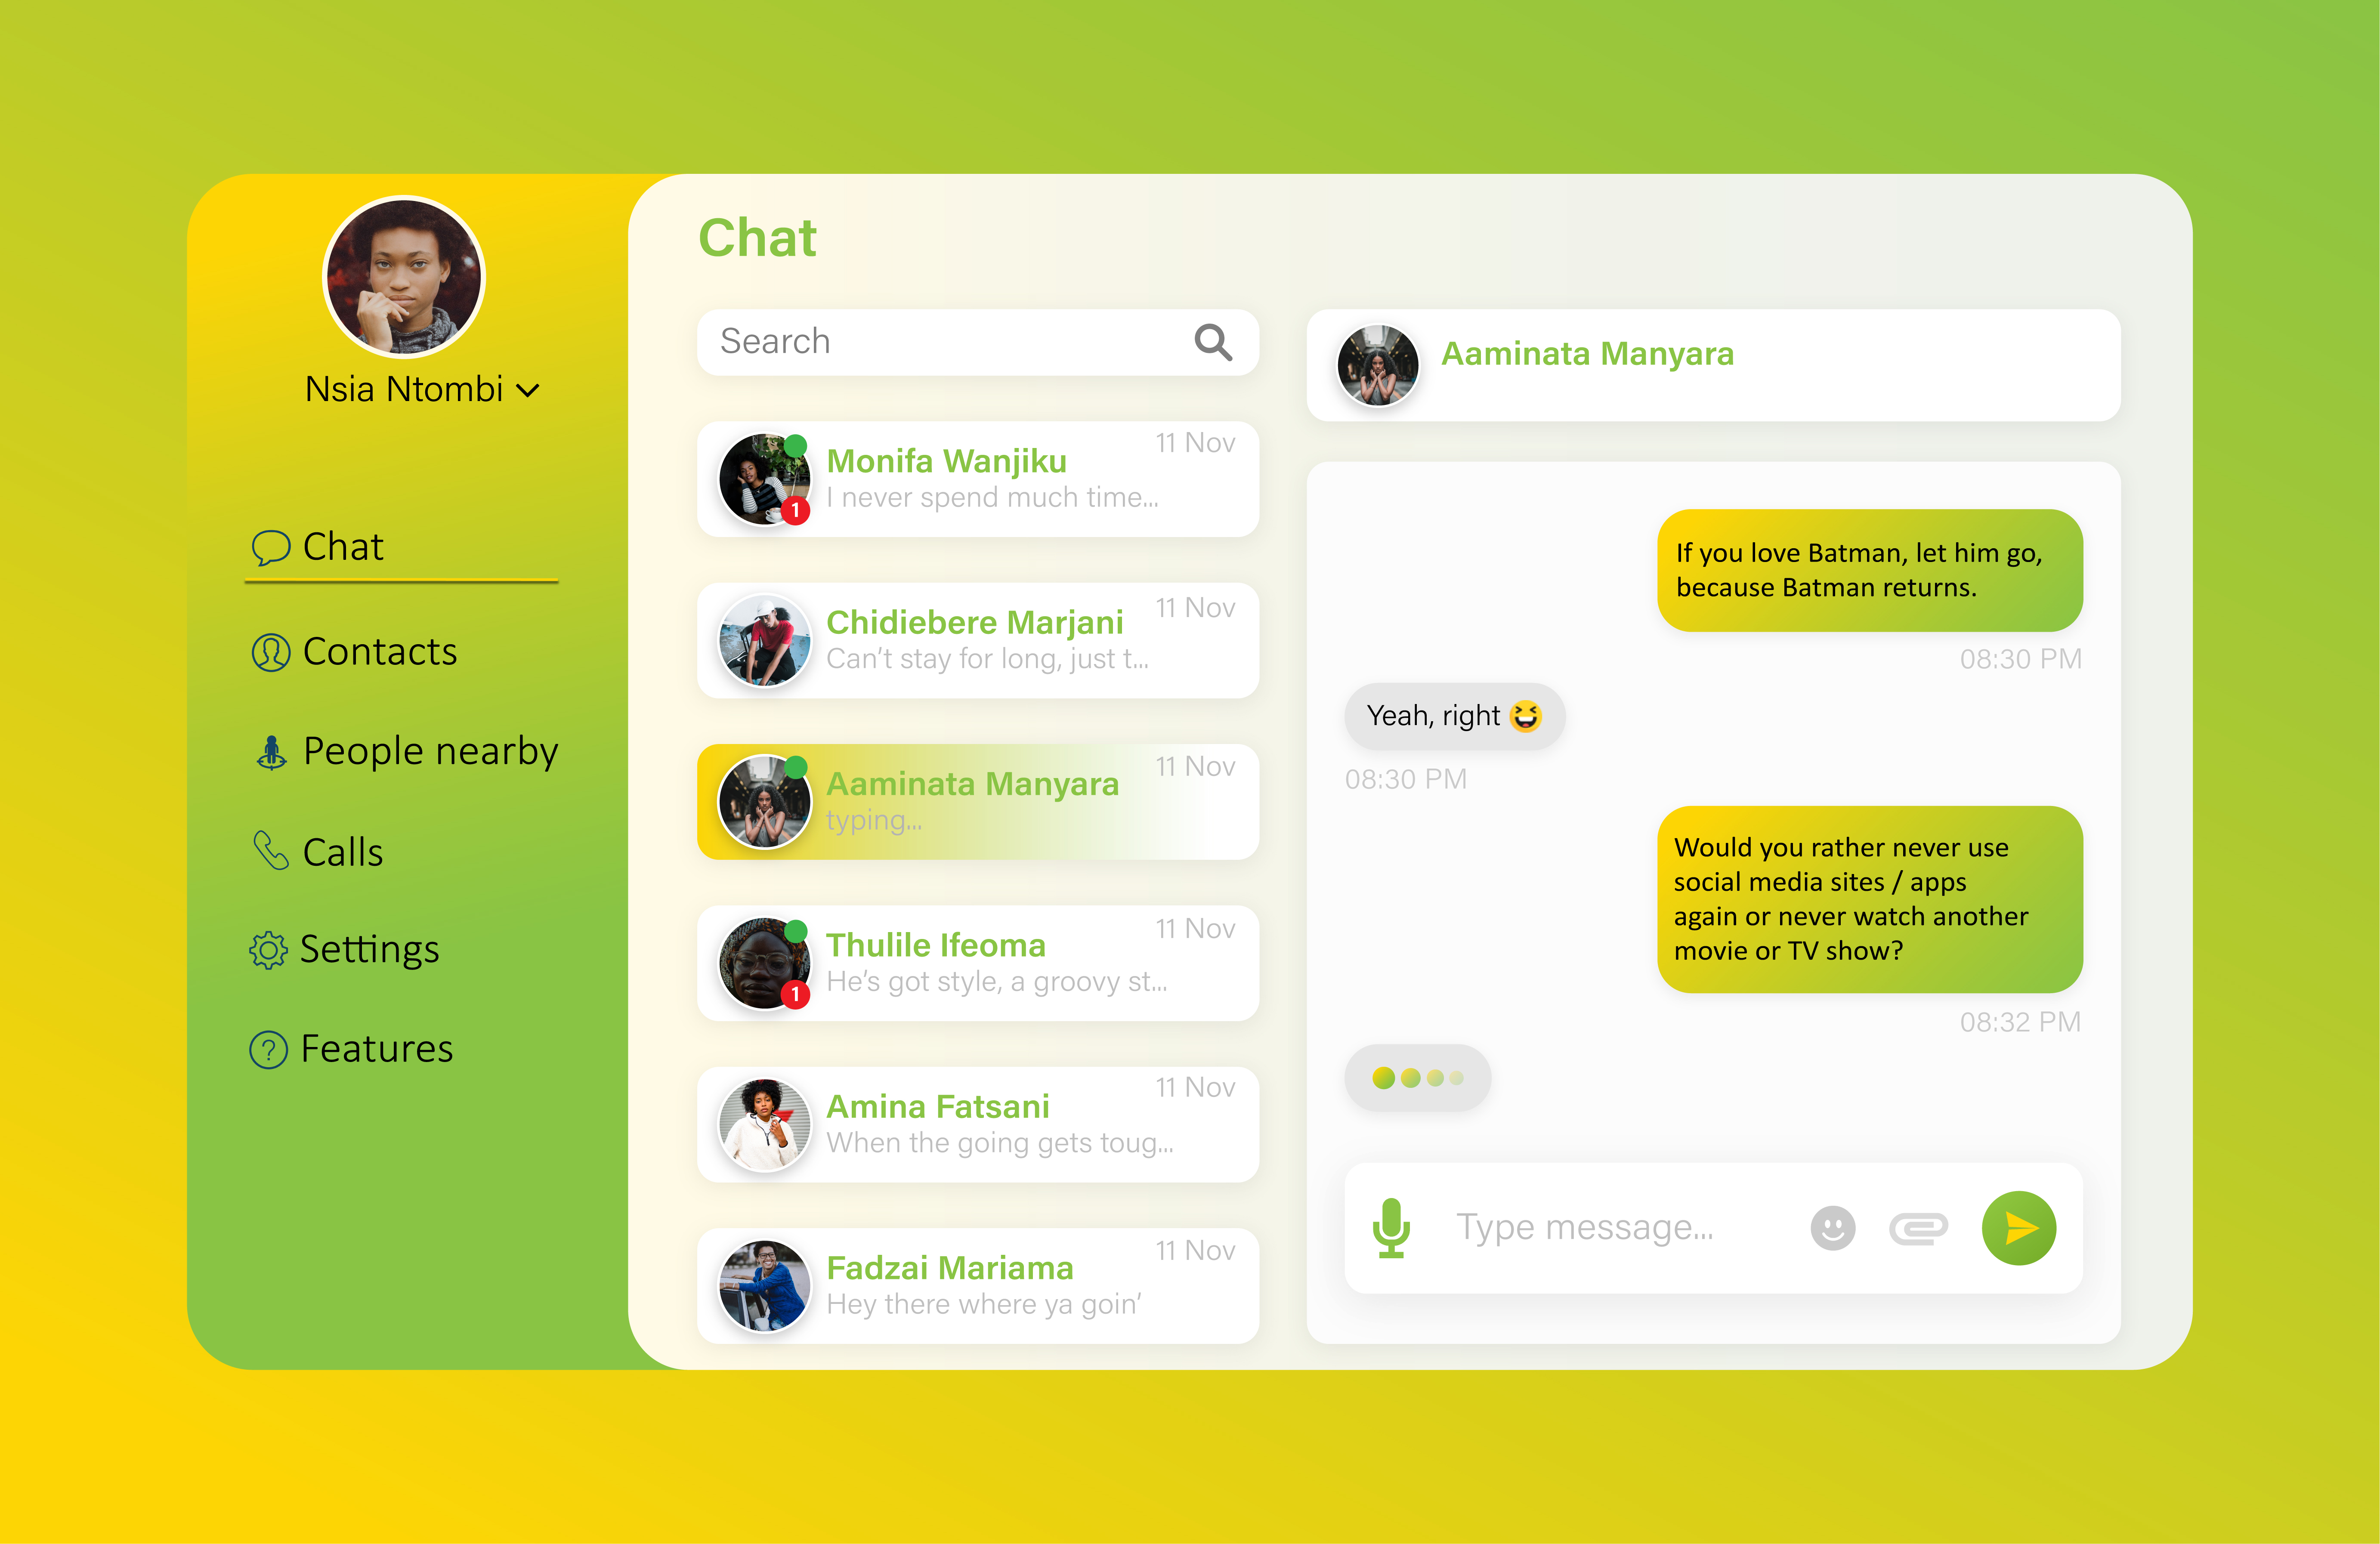 Nsia Ntombi
Chat
Contacts
People nearby
Calls
Settings
Features
Chat
Search
Monifa Wanjiku
11 Nov
I never spend much time...
1
Chidiebere Marjani
11 Nov
Can’t stay for long, just t...
Aaminata Manyara
11 Nov
typing...
Thulile Ifeoma
11 Nov
He’s got style, a groovy st...
1
Amina Fatsani
11 Nov
When the going gets toug...
Fadzai Mariama
11 Nov
Hey there where ya goin’
Aaminata Manyara
If you love Batman, let him go,
because Batman returns.
08:30 PM
Yeah, right 😆
08:30 PM
Would you rather never use
social media sites / apps
again or never watch another
movie or TV show?
08:32 PM
Type message...